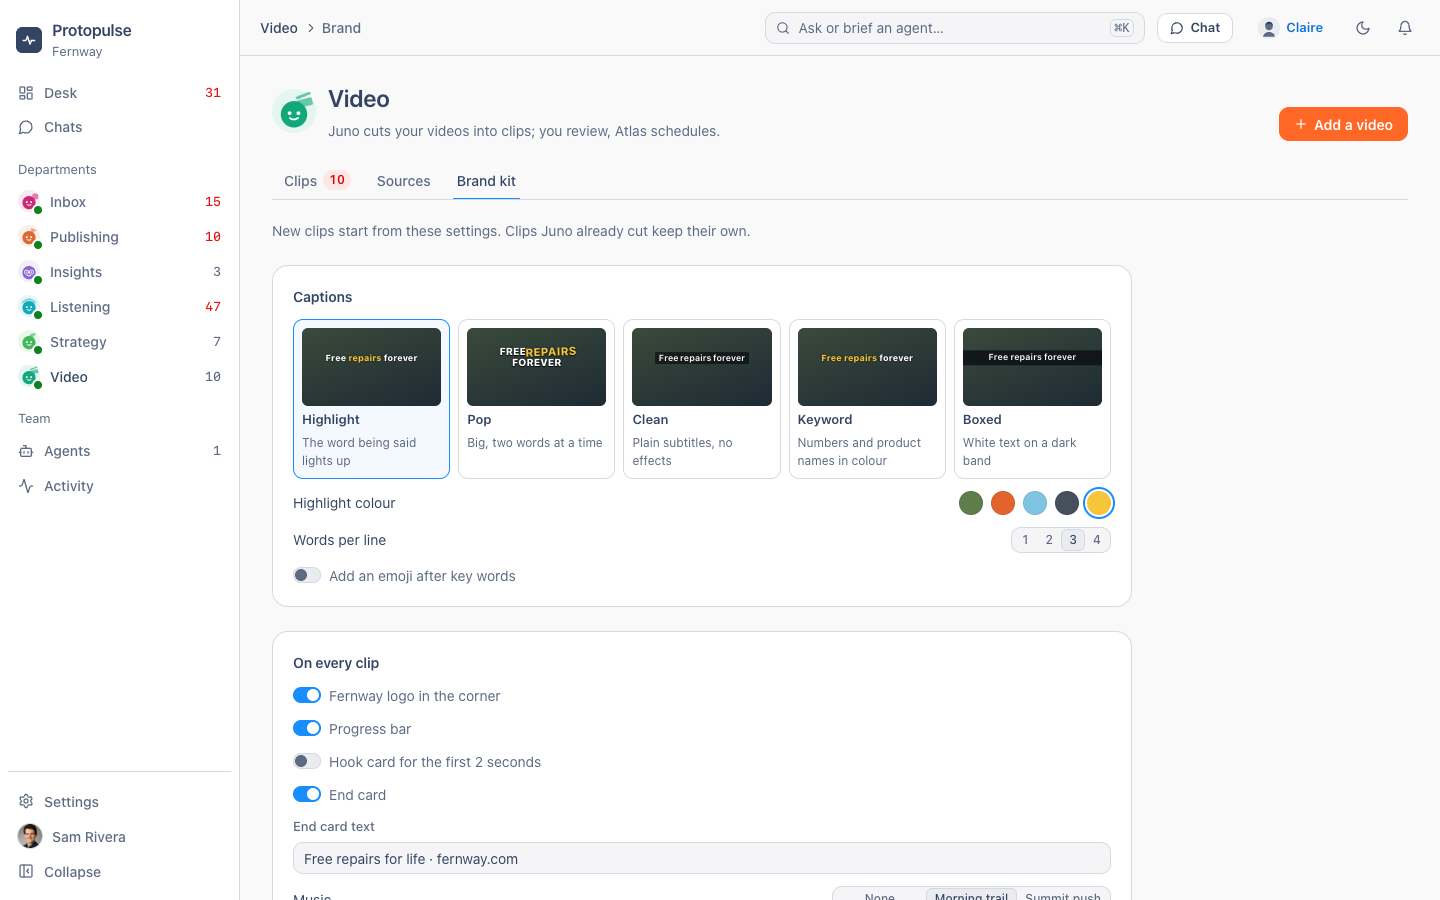 Protopulse
Fernway
Desk 31
Chats
Departments
Inbox 15
Publishing 10
Insights 3
Listening 47
Strategy 7
Video 10
Team
Agents 1
Activity
Settings
Sam Rivera
Collapse
Video > Brand
Ask or brief an agent... ⌘K
Chat
Claire
Video
Juno cuts your videos into clips; you review, Atlas schedules.
+ Add a video
Clips 10 Sources Brand kit
New clips start from these settings. Clips Juno already cut keep their own.
Captions
Free repairs forever
Highlight
The word being said
lights up
FREE REPAIRS
FOREVER
Pop
Big, two words at a time
Free repairs forever
Clean
Plain subtitles, no
effects
Free repairs forever
Keyword
Numbers and product
names in colour
Free repairs forever
Boxed
White text on a dark
band
Highlight colour
Words per line 1 2 3 4
Add an emoji after key words
On every clip
Fernway logo in the corner
Progress bar
Hook card for the first 2 seconds
End card
End card text
Free repairs for life · fernway.com
Music None Morning trail Summit push